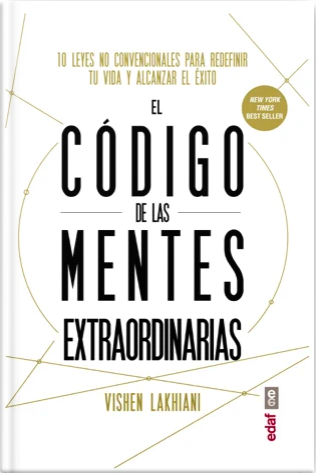 10 LEYES NO CONVENCIONALES PARA REDEFINIR
TU VIDA Y ALCANZAR EL ÉXITO
EL
NEW YORK
TIMES
BEST SELLER
CÓDIGO
DE LAS
MENTES
EXTRAORDINARIAS
VISHEN LAKHIANI
edaf